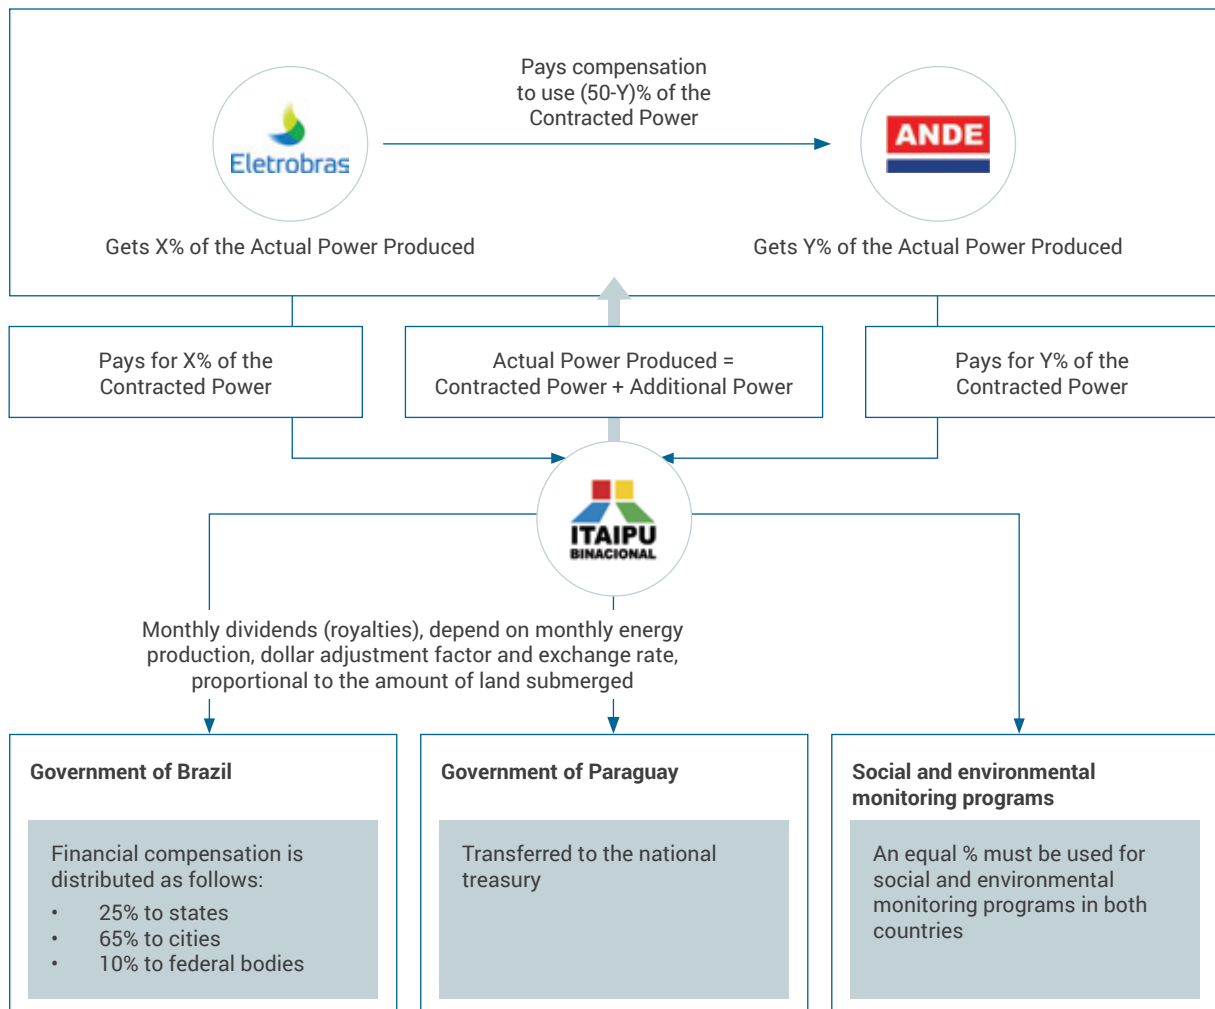 Pays compensation
to use (50-Y)% of the
Contracted Power
Eletrobras
ANDE
Gets X% of the Actual Power Produced
Gets Y% of the Actual Power Produced
Pays for X% of the
Contracted Power
Actual Power Produced =
Contracted Power + Additional Power
Pays for Y% of the
Contracted Power
ITAIPU
BINACIONAL
Monthly dividends (royalties), depend on monthly energy
production, dollar adjustment factor and exchange rate,
proportional to the amount of land submerged
Government of Brazil
Financial compensation is
distributed as follows:
• 25% to states
• 65% to cities
• 10% to federal bodies
Government of Paraguay
Transferred to the national
treasury
Social and environmental
monitoring programs
An equal % must be used for
social and environmental
monitoring programs in both
countries